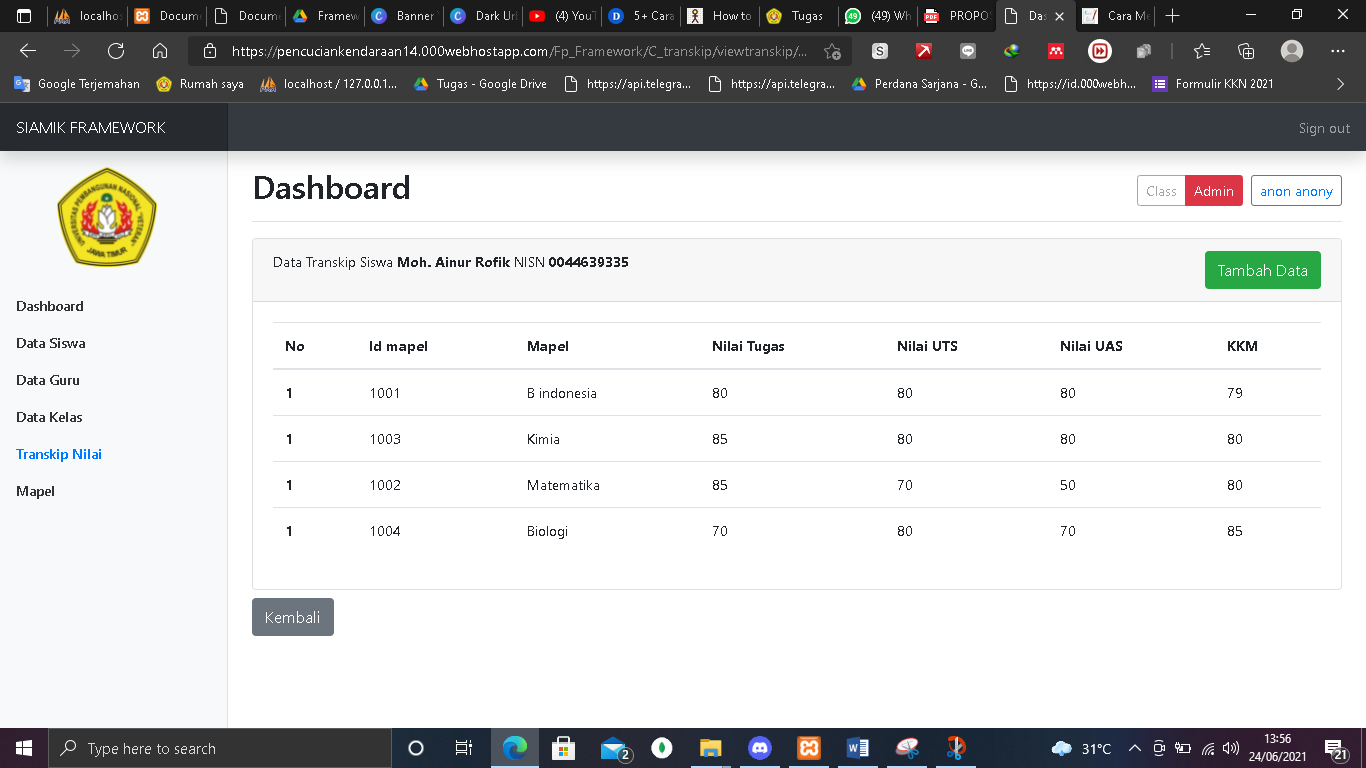 localhos
Docume
Docume
Framew
Banner
Dark Url
(4) YouT
5+ Cara
How to
Tugas
(49) Wh
PROPO
Das
Cara Me
https://pencuciankendaraan14.000webhostapp.com/Fp_Framework/C_transkip/viewtranskip/...
Google Terjemahan
Rumah saya
localhost / 127.0.0.1...
Tugas - Google Drive
https://api.telegra...
https://api.telegra...
Perdana Sarjana - G...
https://id.000webh...
Formulir KKN 2021
SIAMIK FRAMEWORK
Sign out
UNIVERSITAS PEMBANGUNAN NASIONAL "VETERAN"
JAWA TIMUR
Dashboard
Data Siswa
Data Guru
Data Kelas
Transkip Nilai
Mapel
Dashboard
Class Admin anon anony
Data Transkip Siswa Moh. Ainur Rofik NISN 0044639335
Tambah Data
No Id mapel Mapel Nilai Tugas Nilai UTS Nilai UAS KKM
1 1001 B indonesia 80 80 80 79
1 1003 Kimia 85 80 80 80
1 1002 Matematika 85 70 50 80
1 1004 Biologi 70 80 70 85
Kembali
Type here to search
2
31°C
13:56
24/06/2021
21